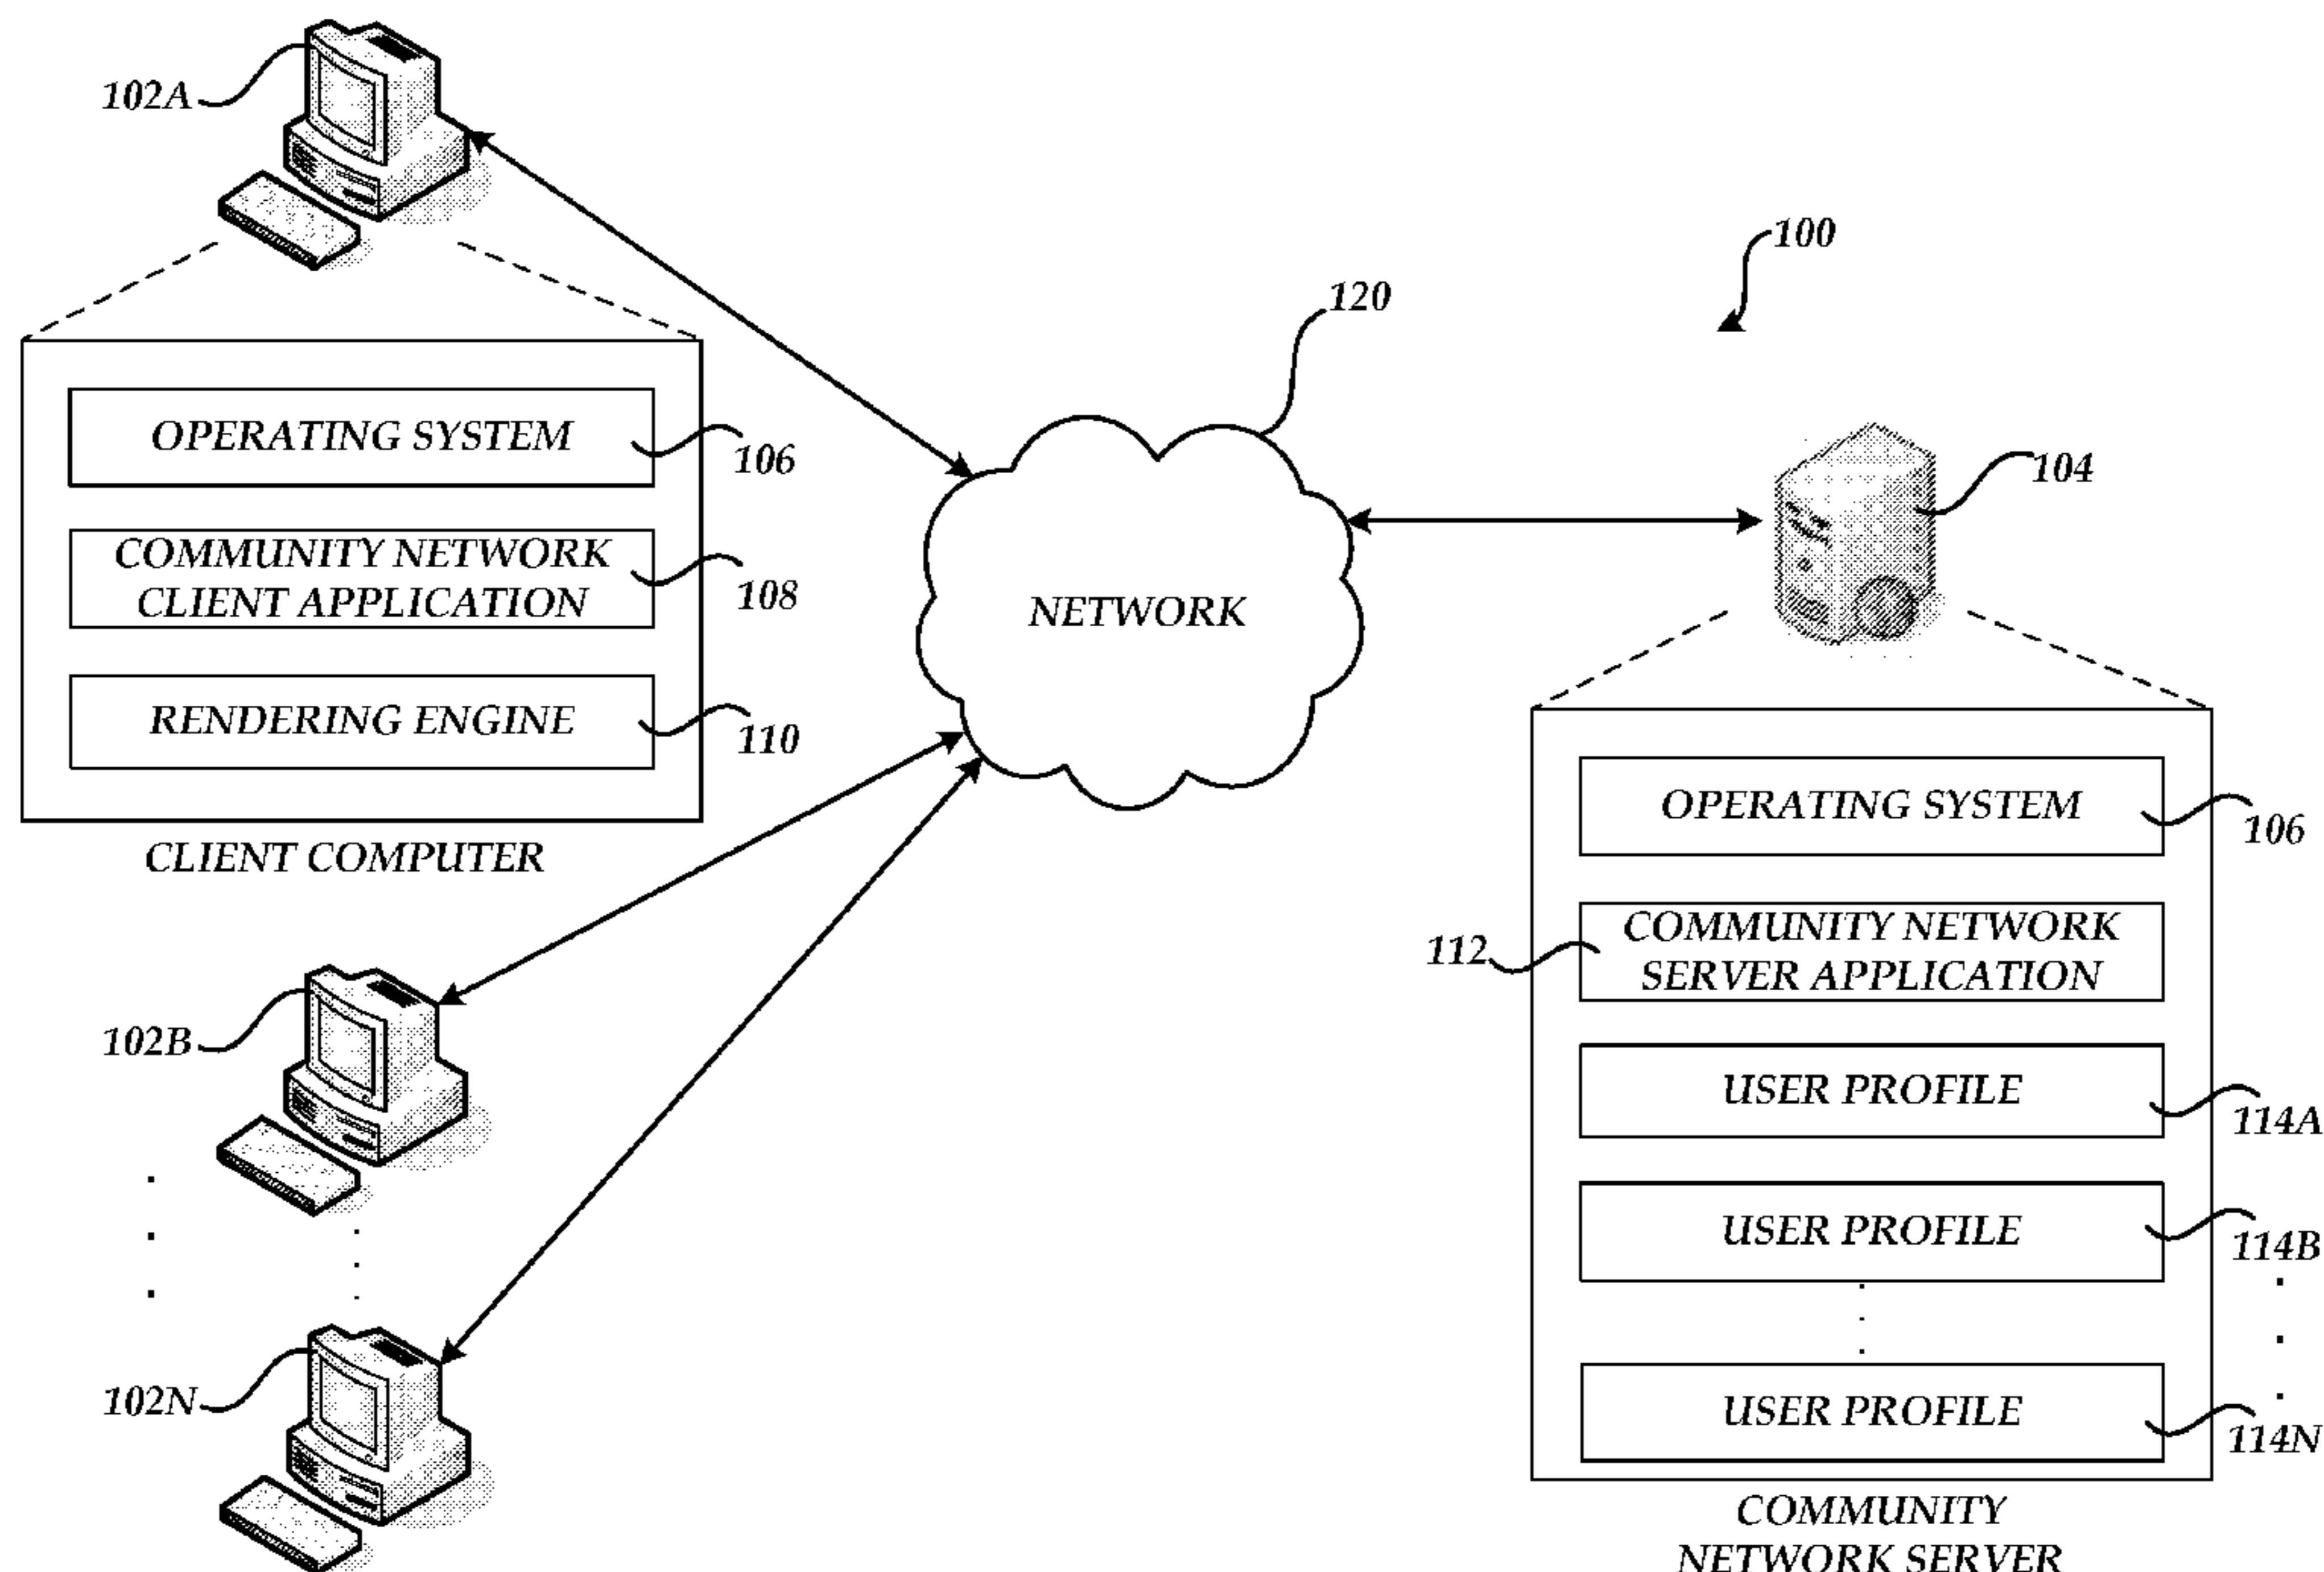 102A
100
120
OPERATING SYSTEM
106
104
COMMUNITY NETWORK
CLIENT APPLICATION
108
NETWORK
RENDERING ENGINE
110
CLIENT COMPUTER
OPERATING SYSTEM
106
112
COMMUNITY NETWORK
SERVER APPLICATION
102B
USER PROFILE
114A
USER PROFILE
114B
102N
USER PROFILE
114N
COMMUNITY
NETWORK SERVER